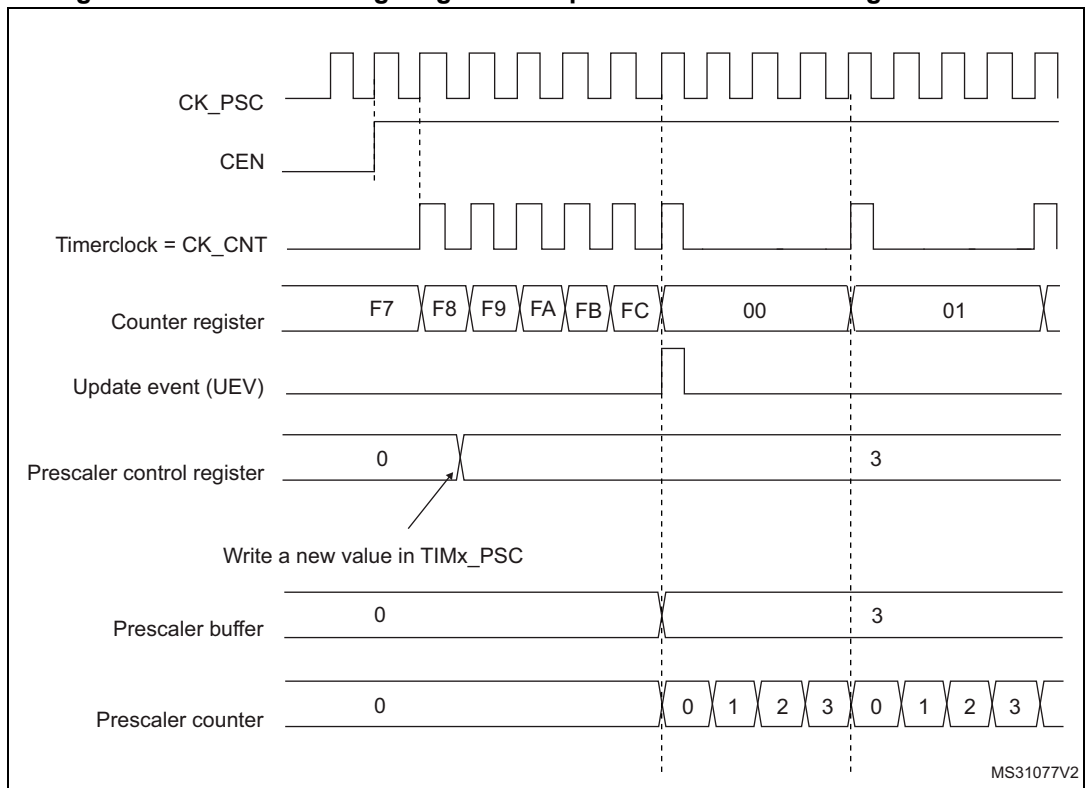 CK_PSC
CEN
Timerclock = CK_CNT
Counter register
F7 F8 F9 FA FB FC 00 01
Update event (UEV)
Prescaler control register
0 3
Write a new value in TIMx_PSC
Prescaler buffer
0 3
Prescaler counter
0 0 1 2 3 0 1 2 3
MS31077V2